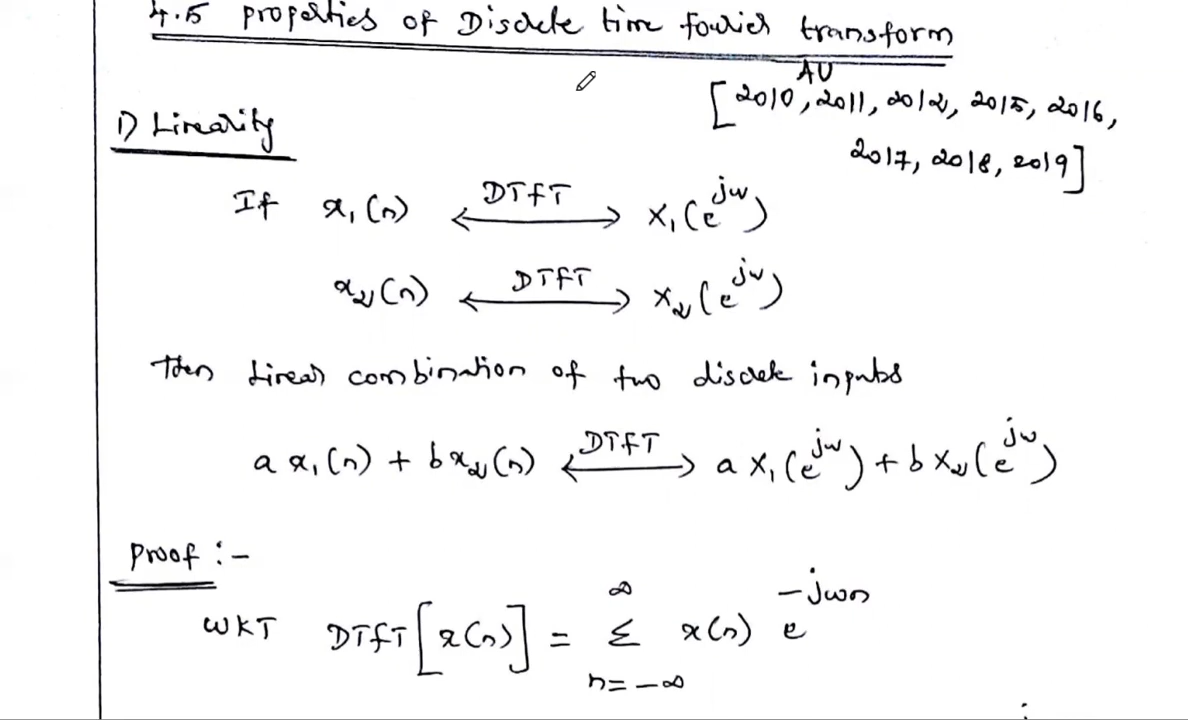 4.5 properties of Discrete time fourier transform
AU
[2010, 2011, 2012, 2015, 2016,
2017, 2018, 2019]
1) Linearity
If x₁(n) <--DTFT--> X₁(e^{jω})
x₂(n) <--DTFT--> X₂(e^{jω})
Then Linear combination of two discrete inputs
a x₁(n) + b x₂(n) <--DTFT--> a X₁(e^{jω}) + b X₂(e^{jω})
Proof :-
WKT DTFT[x(n)] = Σ_{n=-∞}^{∞} x(n) e^{-jωn}